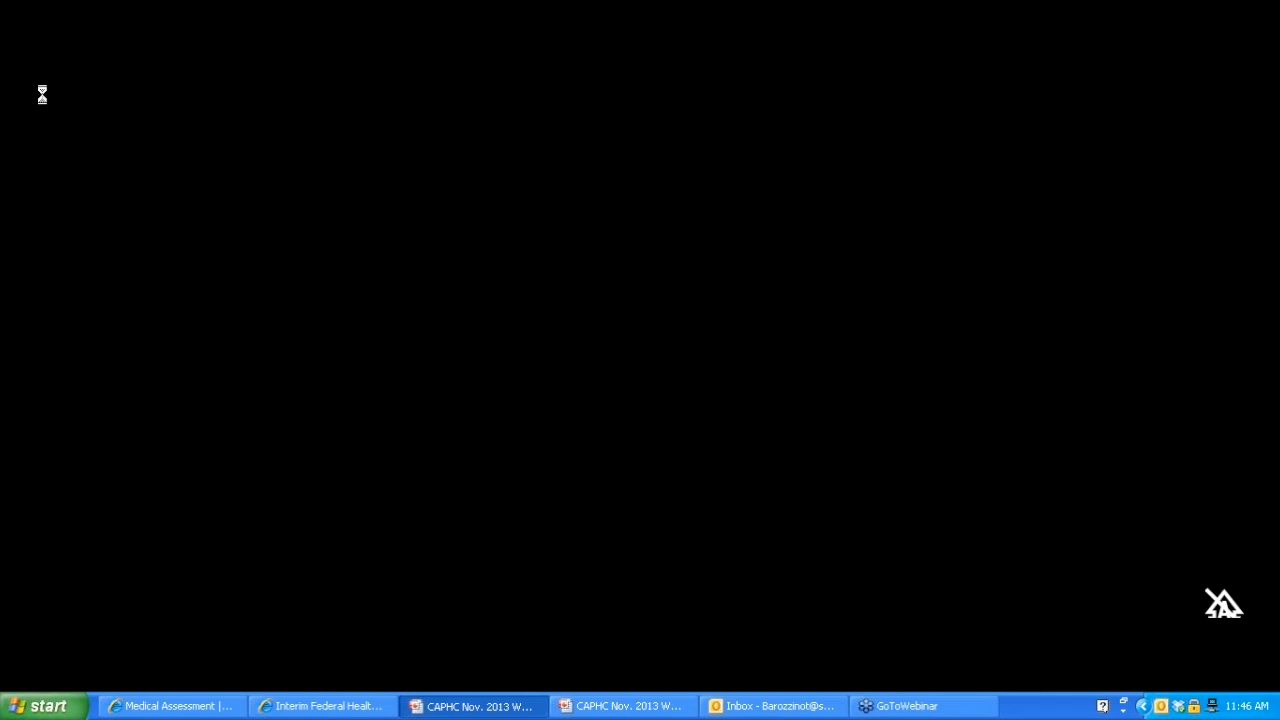 start
Medical Assessment |...
Interim Federal Healt...
CAPHC Nov. 2013 W...
CAPHC Nov. 2013 W...
Inbox - Barozzinot@s...
GoToWebinar
11:46 AM